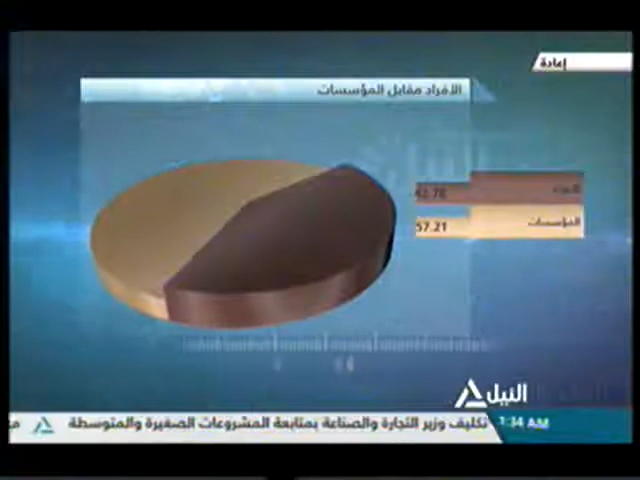 إعادة
الأفراد مقابل المؤسسات
42.78
المؤسسات
57.21
النيل
تكليف وزير التجارة والصناعة بمتابعة المشروعات الصغيرة والمتوسطة
1:34 AM